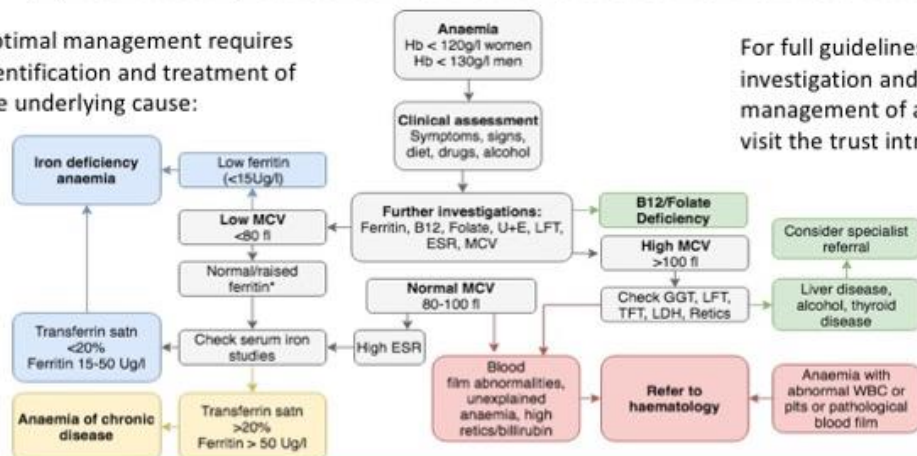 Anaemia
Hb < 120g/l women
Hb < 130g/l men
ptimal management requires
entification and treatment of
e underlying cause:
For full guidelines
investigation and
management of a
visit the trust intr
Clinical assessment
Symptoms, signs,
diet, drugs, alcohol
Iron deficiency
anaemia
Low ferritin
(<15Ug/l)
Further investigations:
Ferritin, B12, Folate, U+E, LFT,
ESR, MCV
B12/Folate
Deficiency
Low MCV
<80 fl
High MCV
>100 fl
Consider specialist
referral
Normal/raised
ferritin*
Normal MCV
80-100 fl
Check GGT, LFT,
TFT, LDH, Retics
Liver disease,
alcohol, thyroid
disease
Transferrin satn
<20%
Ferritin 15-50 Ug/l
Check serum iron
studies
High ESR
Blood
film abnormalities,
unexplained
anaemia, high
retics/billirubin
Refer to
haematology
Anaemia with
abnormal WBC or
plts or pathological
blood film
Anaemia of chronic
disease
Transferrin satn
>20%
Ferritin > 50 Ug/l